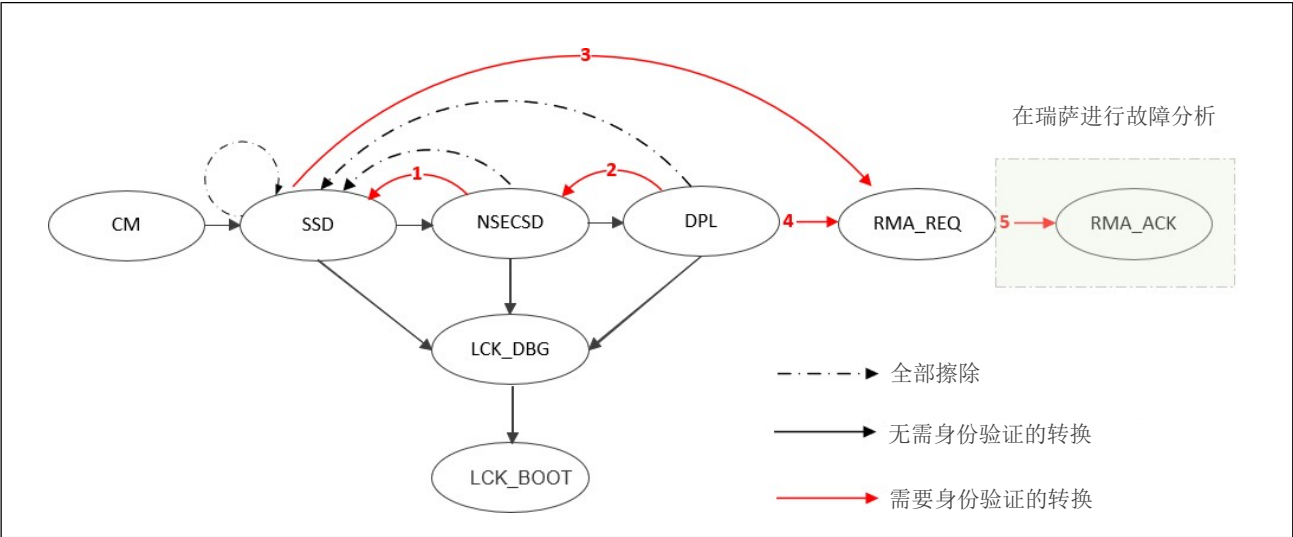 3
在瑞萨进行故障分析
1
2
CM
SSD
NSECSD
DPL
4
RMA_REQ
5
RMA_ACK
LCK_DBG
全部擦除
无需身份验证的转换
LCK_BOOT
需要身份验证的转换